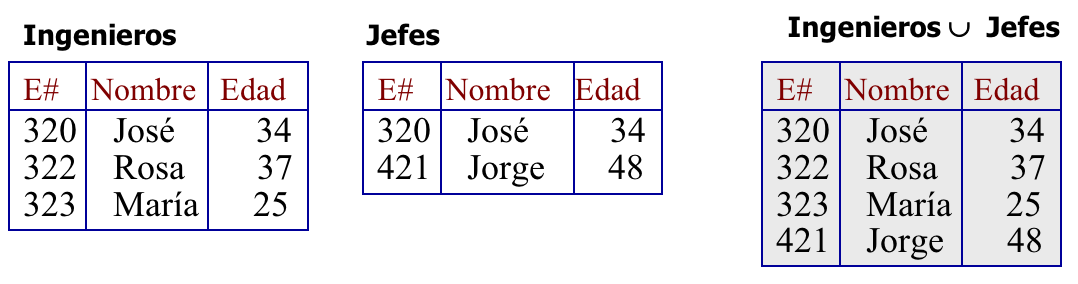 Ingenieros
E# Nombre Edad
320 José 34
322 Rosa 37
323 María 25
Jefes
E# Nombre Edad
320 José 34
421 Jorge 48
Ingenieros ∪ Jefes
E# Nombre Edad
320 José 34
322 Rosa 37
323 María 25
421 Jorge 48